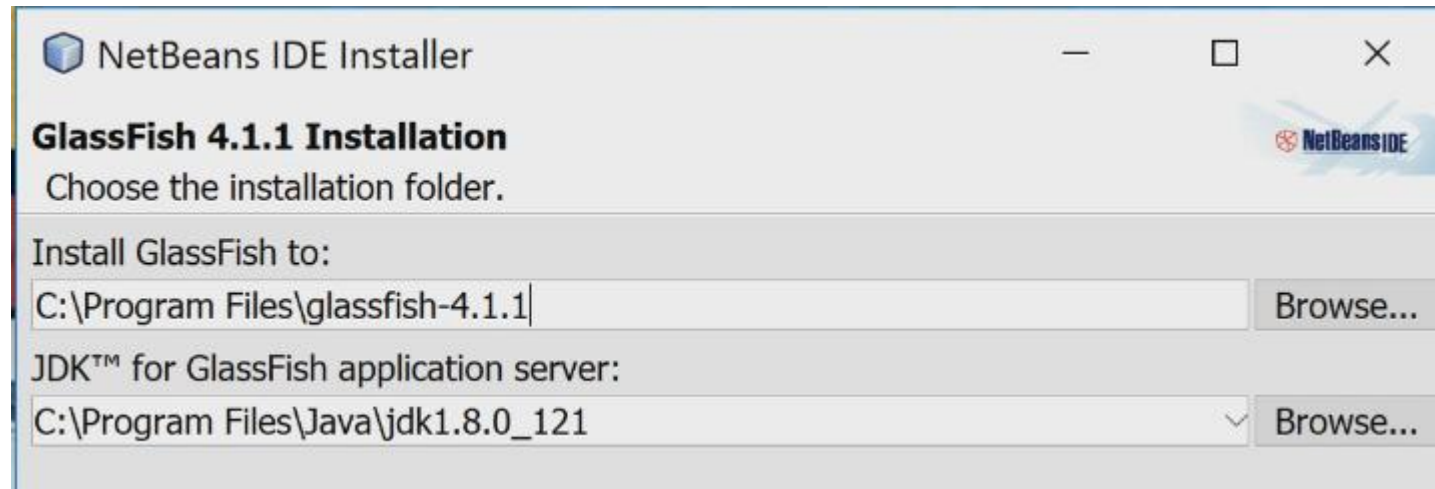 NetBeans IDE Installer
GlassFish 4.1.1 Installation
NetBeans IDE
Choose the installation folder.
Install GlassFish to:
C:\Program Files\glassfish-4.1.1
Browse...
JDK™ for GlassFish application server:
C:\Program Files\Java\jdk1.8.0_121
Browse...